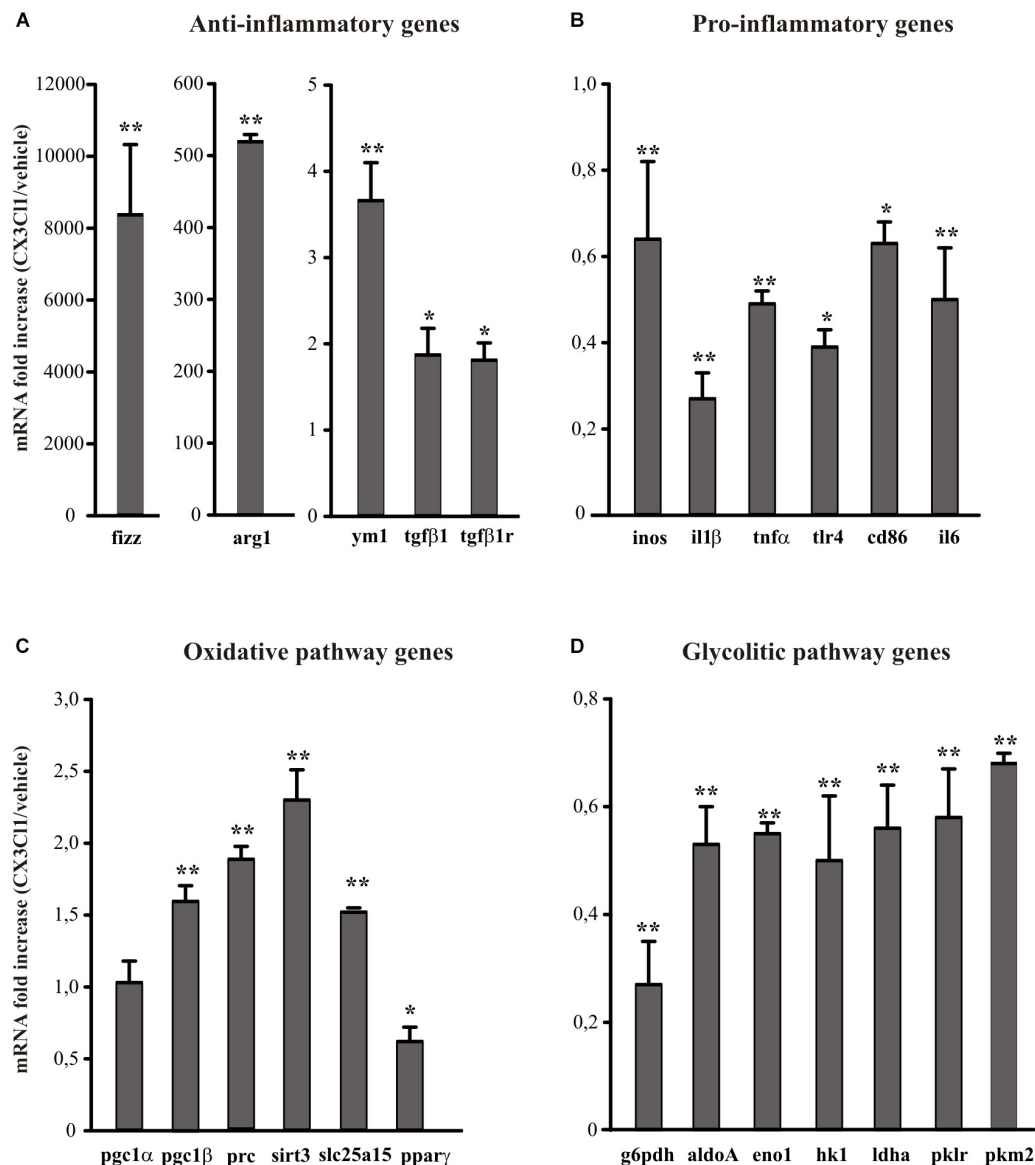 A
Anti-inflammatory genes
mRNA fold increase (CX3Cl1/vehicle)
12000
10000
8000
6000
4000
2000
0
**
fizz
600
500
400
300
200
100
0
**
arg1
5
4
3
2
1
0
** * *
ym1 tgfβ1 tgfβ1r
B
Pro-inflammatory genes
1,0
0,8
0,6
0,4
0,2
0
** ** ** * * **
inos il1β tnfα tlr4 cd86 il6
C
Oxidative pathway genes
mRNA fold increase (CX3Cl1/vehicle)
3,0
2,5
2,0
1,5
1,0
0,5
0
** ** ** ** *
pgc1α pgc1β prc sirt3 slc25a15 pparγ
D
Glycolitic pathway genes
0,8
0,6
0,4
0,2
0
** ** ** ** ** ** **
g6pdh aldoA eno1 hk1 ldha pklr pkm2